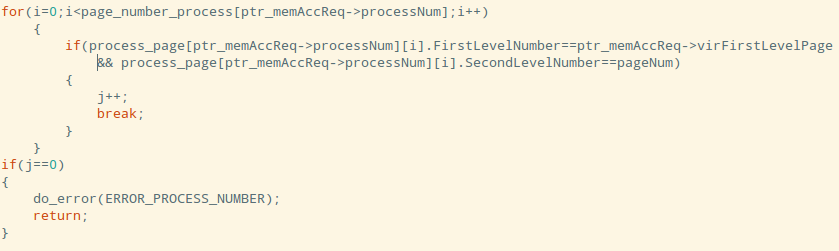 for(i=0;i<page_number_process[ptr_memAccReq->processNum];i++)
{
if(process_page[ptr_memAccReq->processNum][i].FirstLevelNumber==ptr_memAccReq->virFirstLevelPage
&& process_page[ptr_memAccReq->processNum][i].SecondLevelNumber==pageNum)
{
j++;
break;
}
}
if(j==0)
{
do_error(ERROR_PROCESS_NUMBER);
return;
}